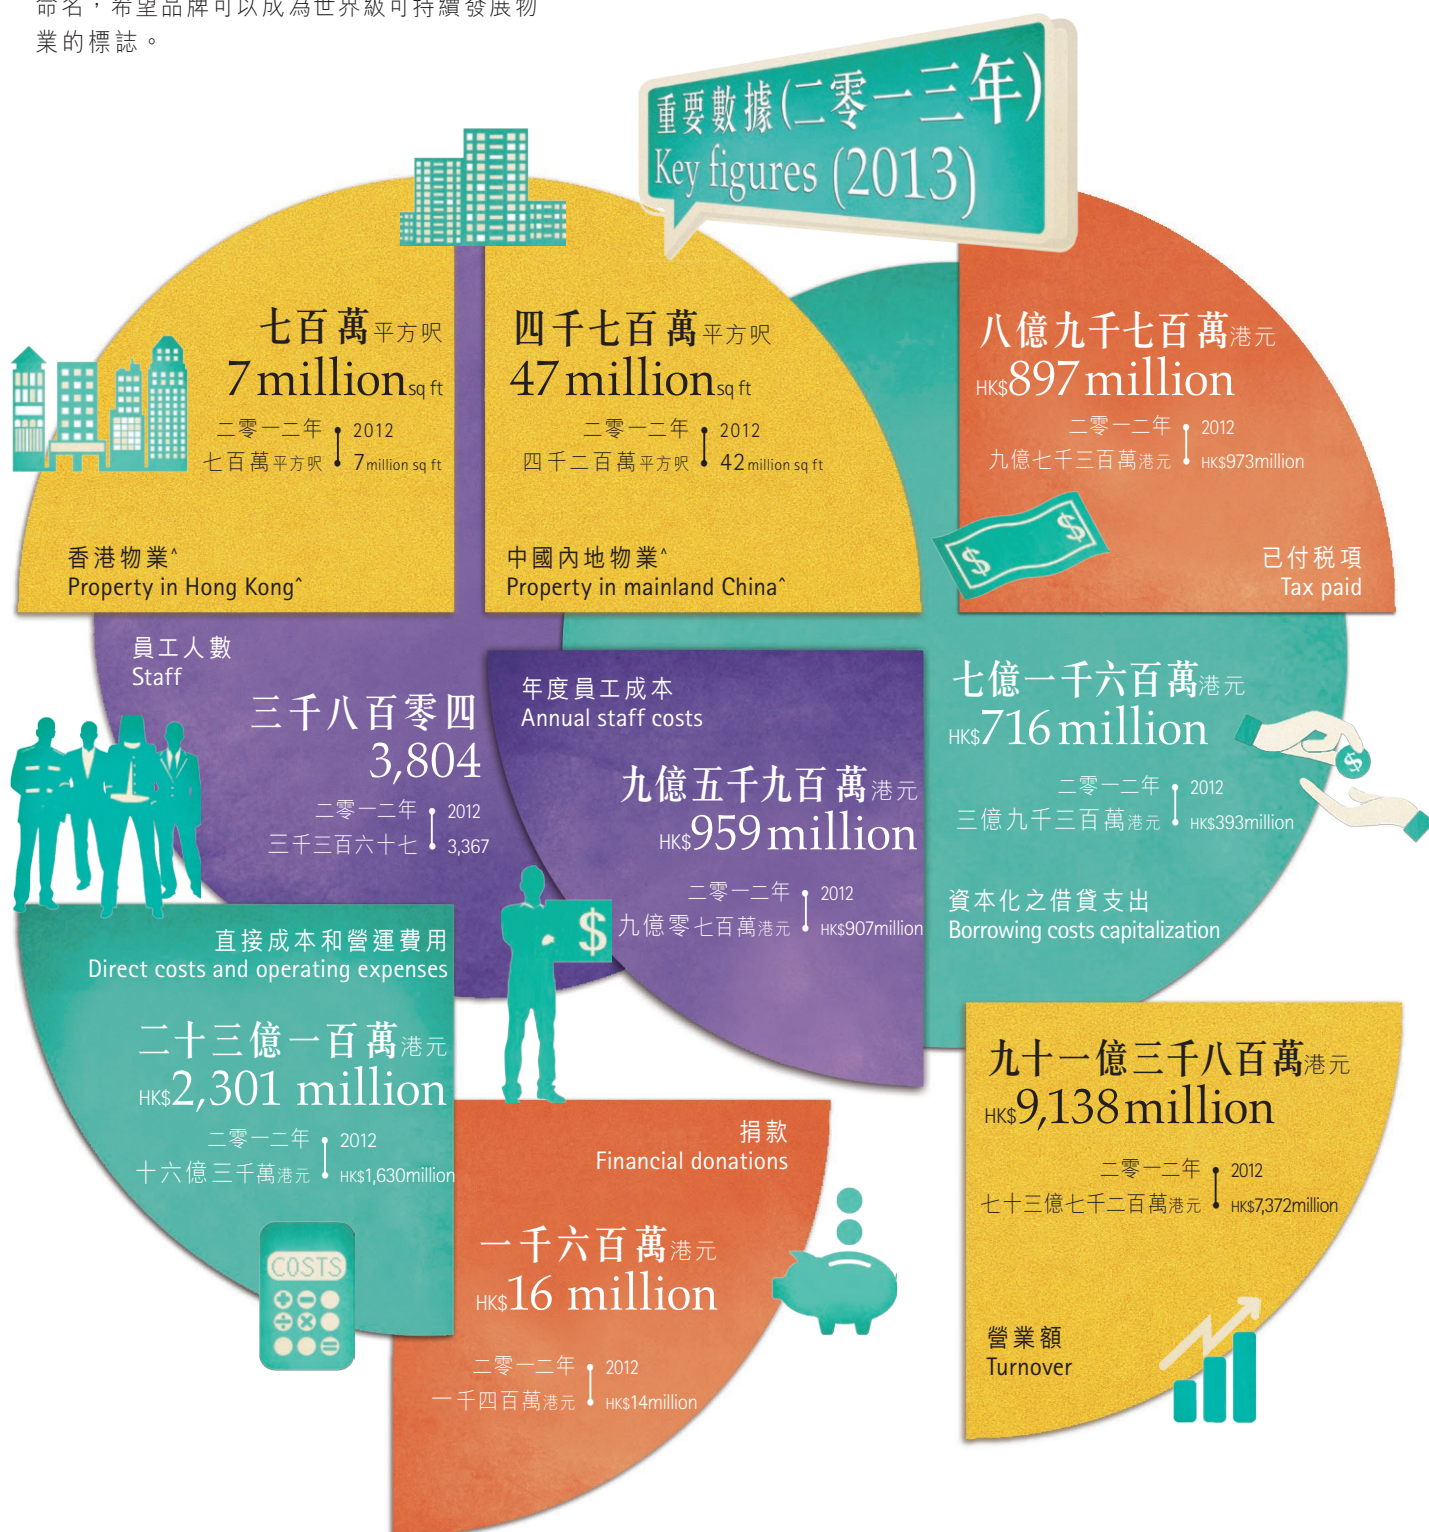 命名，希望品牌可以成為世界級可持續發展物
業的標誌。
重要數據(二零一三年)
Key figures (2013)
七百萬平方呎
7 million sq ft
二零一二年 2012
七百萬平方呎 7 million sq ft
香港物業^
Property in Hong Kong^
四千七百萬平方呎
47 million sq ft
二零一二年 2012
四千二百萬平方呎 42 million sq ft
中國內地物業^
Property in mainland China^
八億九千七百萬港元
HK$897 million
二零一二年 2012
九億七千三百萬港元 HK$973million
已付税項
Tax paid
員工人數
Staff
三千八百零四
3,804
二零一二年 2012
三千三百六十七 3,367
年度員工成本
Annual staff costs
九億五千九百萬港元
HK$959 million
二零一二年 2012
九億零七百萬港元 HK$907million
七億一千六百萬港元
HK$716 million
二零一二年 2012
三億九千三百萬港元 HK$393million
資本化之借貸支出
Borrowing costs capitalization
直接成本和營運費用
Direct costs and operating expenses
二十三億一百萬港元
HK$2,301 million
二零一二年 2012
十六億三千萬港元 HK$1,630million
COSTS
捐款
Financial donations
一千六百萬港元
HK$16 million
二零一二年 2012
一千四百萬港元 HK$14million
九十一億三千八百萬港元
HK$9,138 million
二零一二年 2012
七十三億七千二百萬港元 HK$7,372million
營業額
Turnover